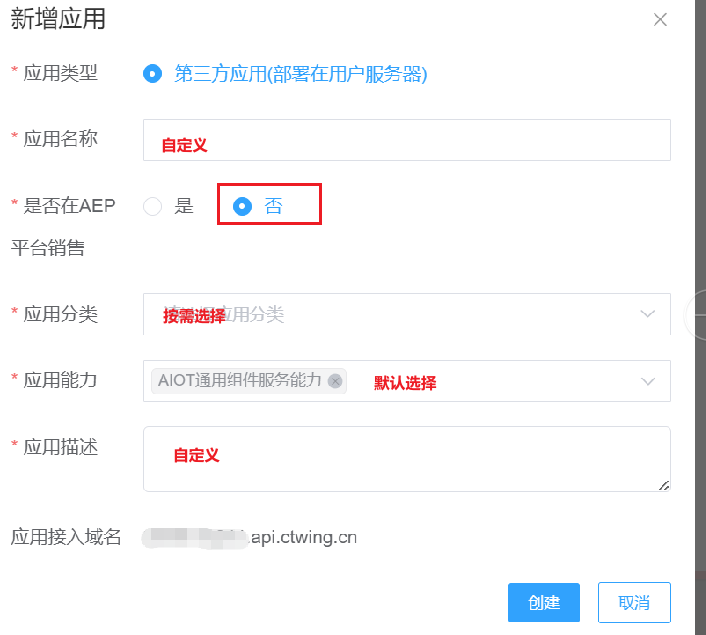 新增应用
* 应用类型 第三方应用(部署在用户服务器)
* 应用名称 自定义
* 是否在AEP 是 否
平台销售
* 应用分类 按需选择 应用分类
* 应用能力 AIOT通用组件服务能力 默认选择
* 应用描述 自定义
应用接入域名 .api.ctwing.cn
创建 取消